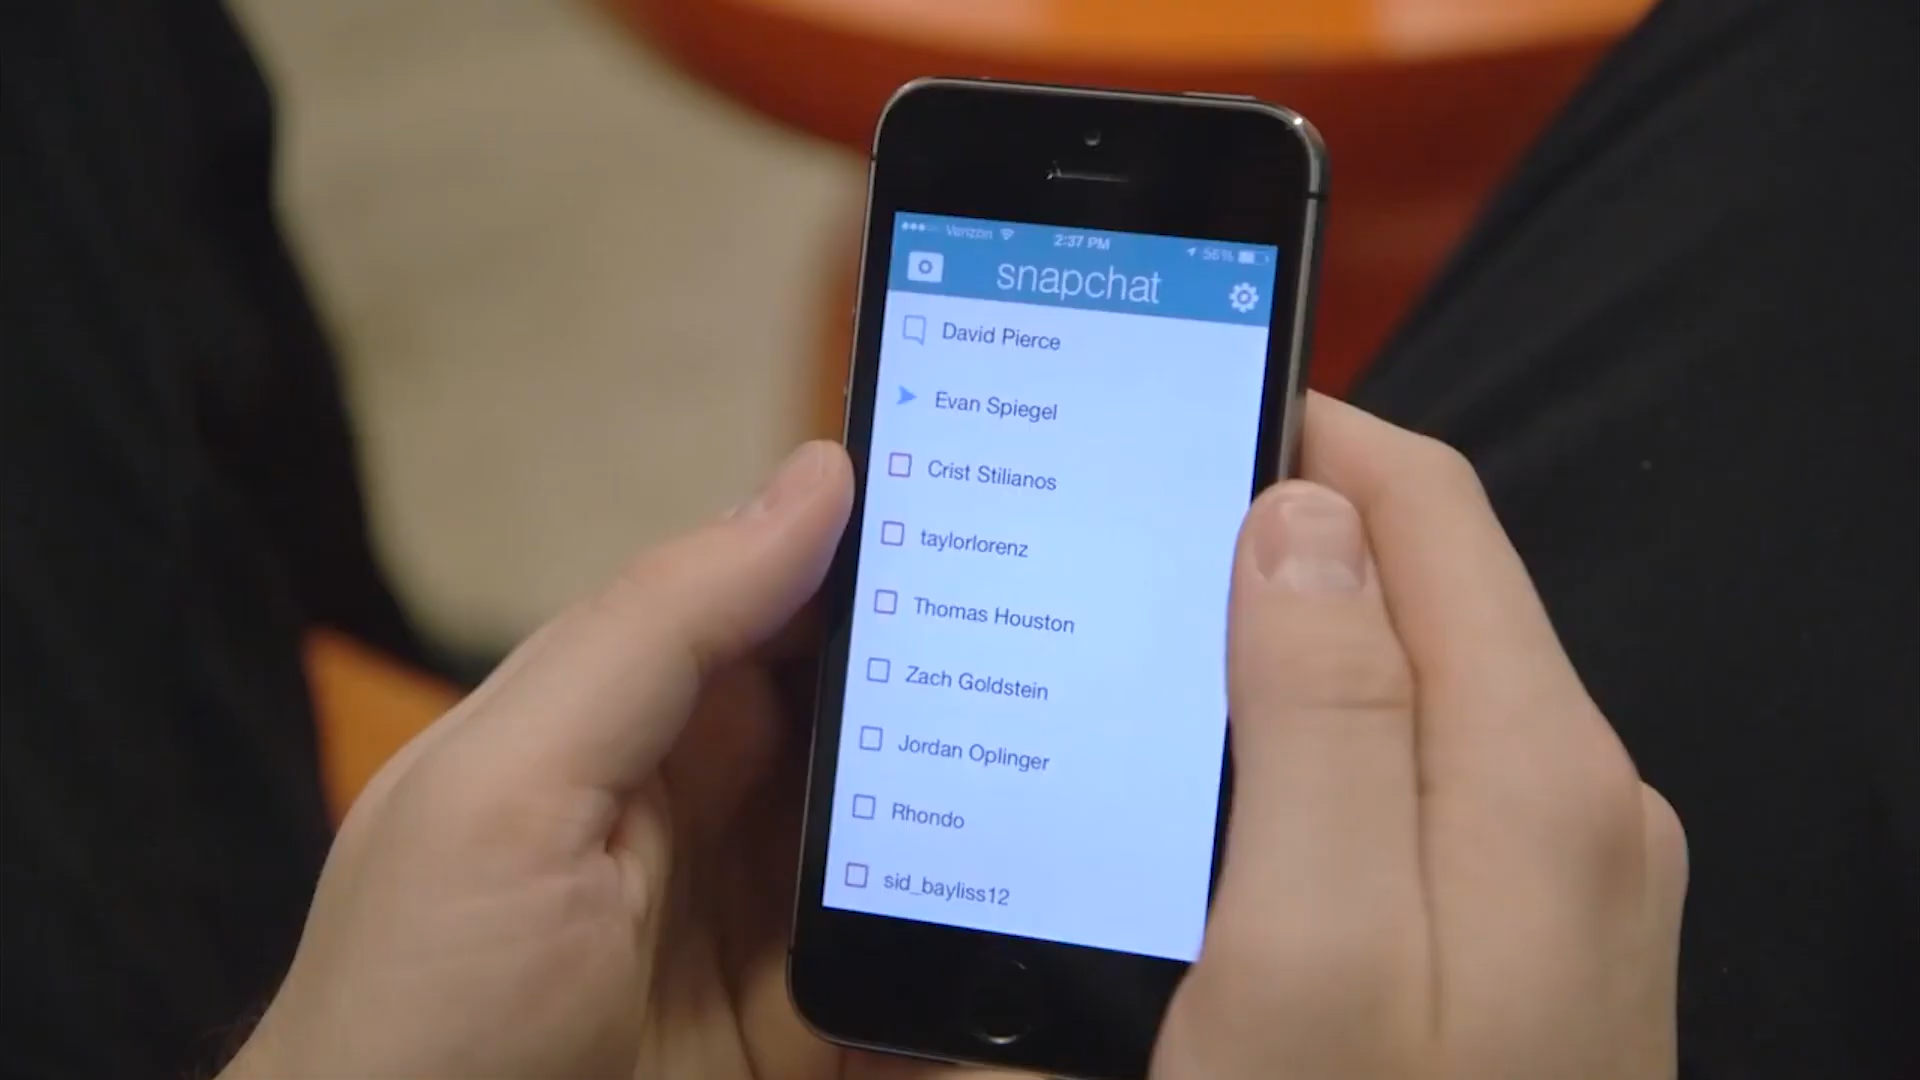 Verizon 2:37 PM 56%
snapchat
David Pierce
Evan Spiegel
Crist Stilianos
taylorlorenz
Thomas Houston
Zach Goldstein
Jordan Oplinger
Rhondo
sid_bayliss12